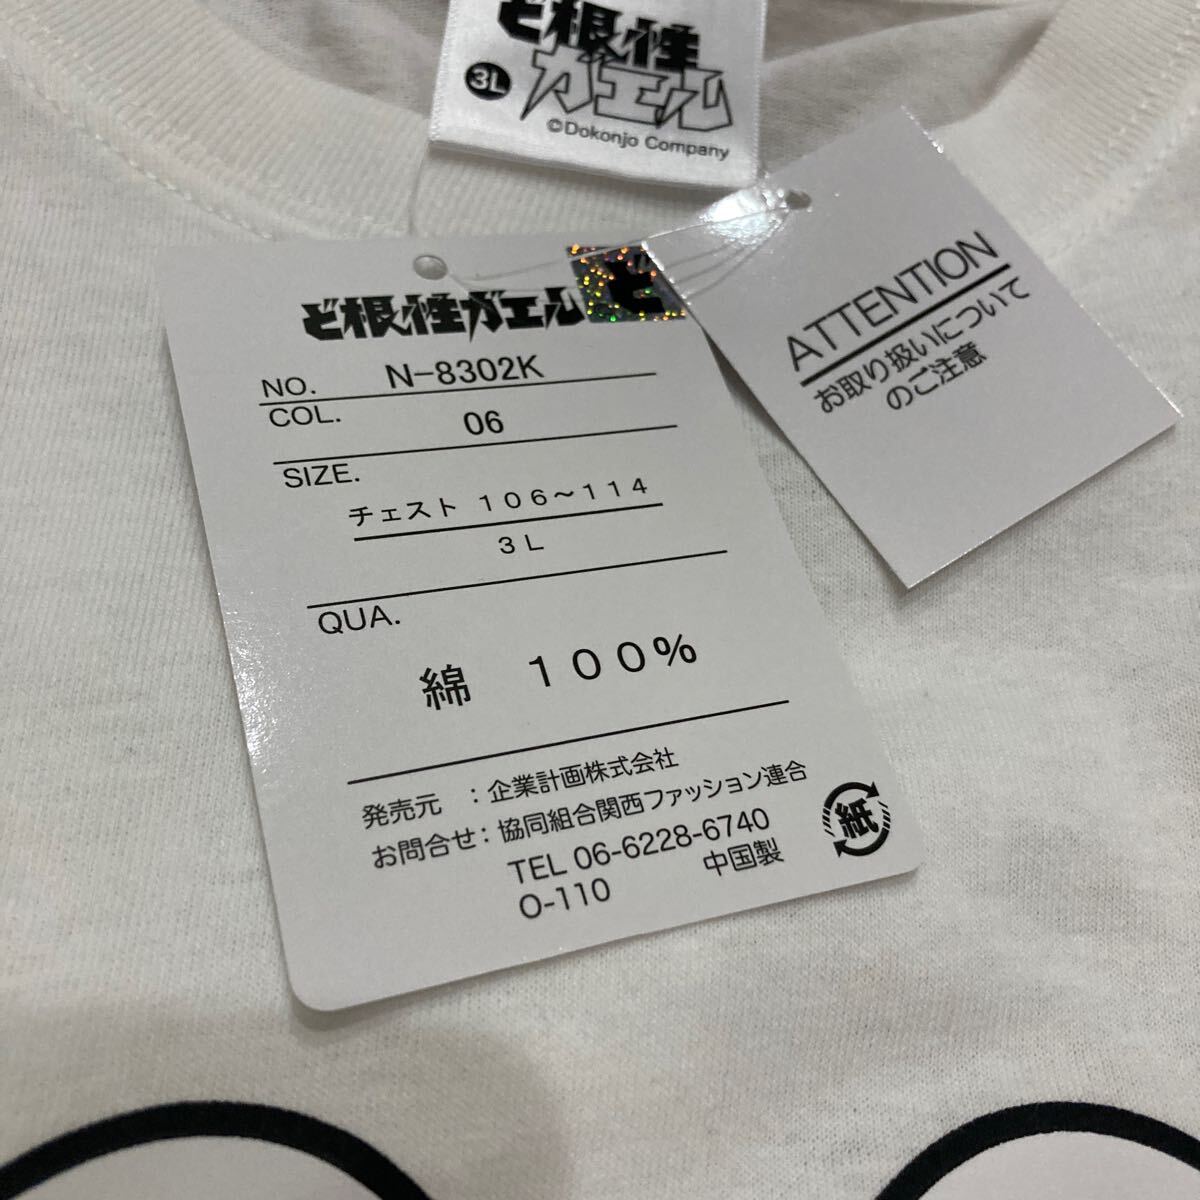 ど根性
ガエル
3L
©Dokonjo Company
ど根性ガエル ど
NO. N-8302K
COL. 06
SIZE.
チェスト １０６～１１４
３Ｌ
QUA.
綿 １００％
発売元 ：企業計画株式会社
お問合せ：協同組合関西ファッション連合
TEL 06-6228-6740
O-110 中国製
紙
ATTENTION
お取り扱いについて
のご注意